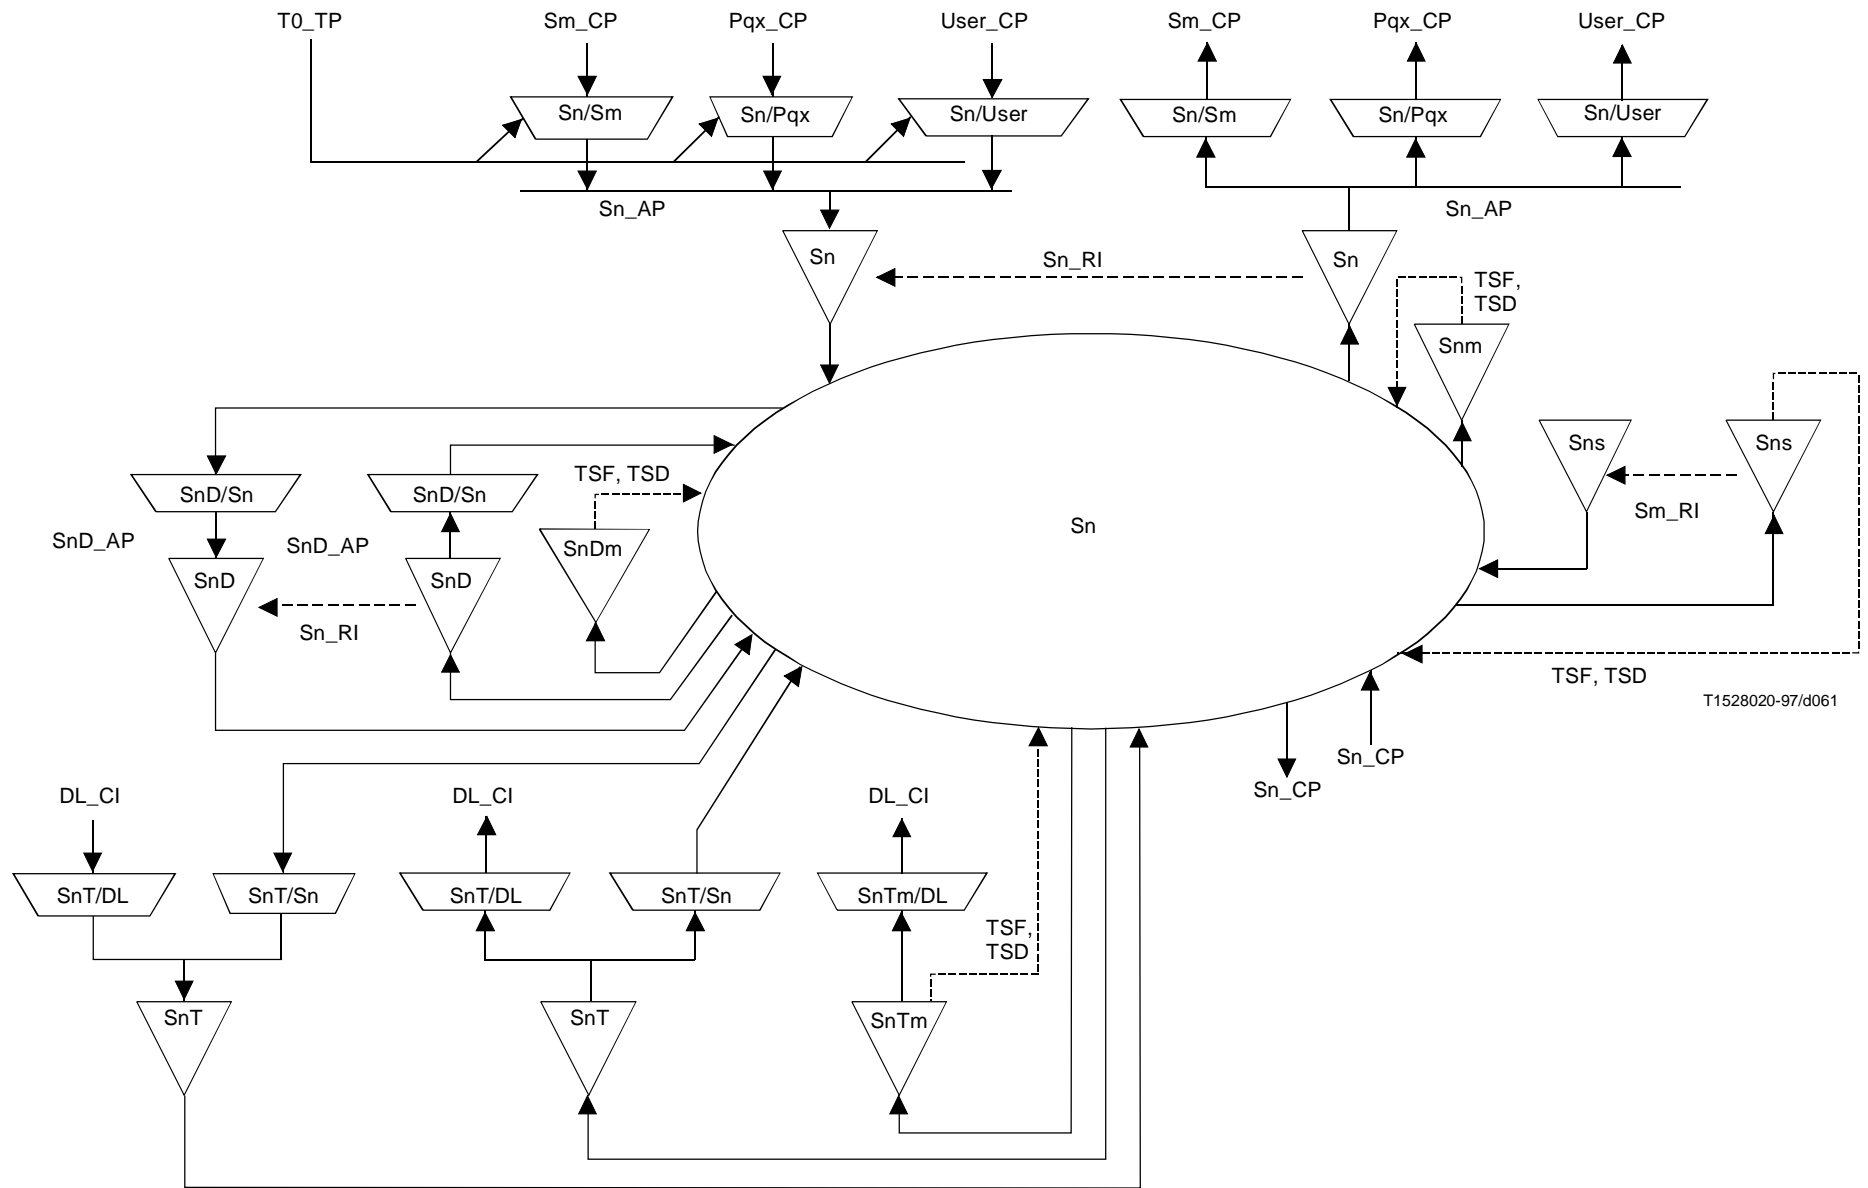 T0_TP
Sm_CP
Pqx_CP
User_CP
Sm_CP
Pqx_CP
User_CP
Sn/Sm
Sn/Pqx
Sn/User
Sn/Sm
Sn/Pqx
Sn/User
Sn_AP
Sn_AP
Sn
Sn_RI
Sn
TSF,
TSD
Snm
Sns
Sns
Sm_RI
SnD/Sn
SnD/Sn
TSF, TSD
SnD_AP
SnD_AP
SnDm
Sn
SnD
SnD
Sn_RI
TSF, TSD
T1528020-97/d061
Sn_CP
Sn_CP
DL_CI
DL_CI
DL_CI
SnT/DL
SnT/Sn
SnT/DL
SnT/Sn
SnTm/DL
TSF,
TSD
SnT
SnT
SnTm